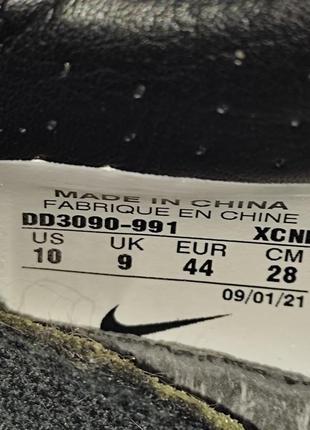 MADE IN CHINA
FABRIQUE EN CHINE
DD3090-991 XCN
US UK EUR CM
10 9 44 28
09/01/21